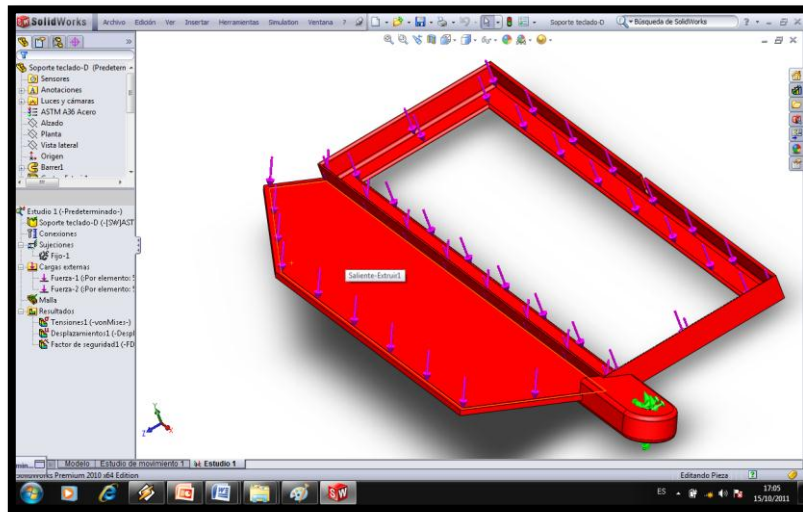 SolidWorks Archivo Edición Ver Insertar Herramientas Simulation Ventana ? Soporte teclado-D Búsqueda de SolidWorks
Soporte teclado-D (Predetern
Sensores
Anotaciones
Luces y cámaras
ASTM A36 Acero
Alzado
Planta
Vista lateral
Origen
Barrer1
Estudio 1 (-Predeterminado-)
Soporte teclado-D (-[SW]AST
Conexiones
Sujeciones
Fijo-1
Cargas externas
Fuerza-1 (:Por elemento:
Fuerza-2 (:Por elemento:
Malla
Resultados
Tensiones1 (-vonMises-)
Desplazamientos1 (-Despl
Factor de seguridad1 (-FD
Saliente-Extruir1
Y
Z
X
Modelo Estudio de movimiento 1 Estudio 1
SolidWorks Premium 2010 x64 Edition Editando Pieza
ES 17:05
15/10/2011